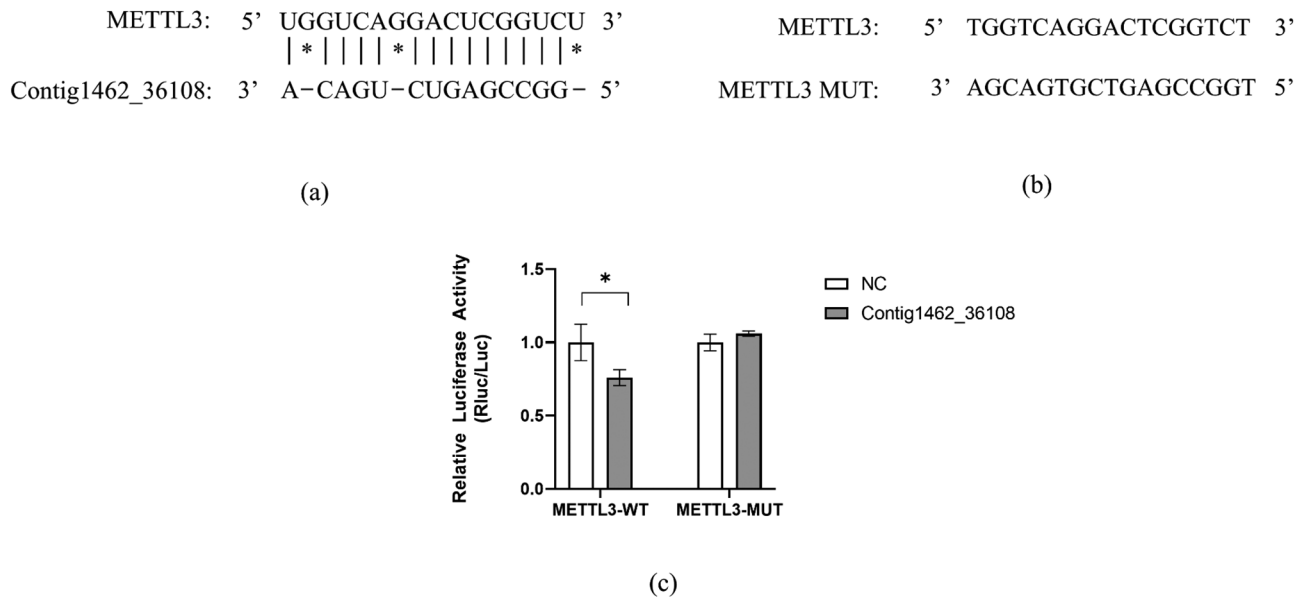 METTL3: 5’ UGGUCAGGACUCGGUCU 3’
|*||||*|||||||||*
Contig1462_36108: 3’ A-CAGU-CUGAGCCGG- 5’
(a)
METTL3: 5’ TGGTCAGGACTCGGTCT 3’
METTL3 MUT: 3’ AGCAGTGCTGAGCCGGT 5’
(b)
Relative Luciferase Activity
(Rluc/Luc)
1.5
1.0
0.5
0.0
*
METTL3-WT METTL3-MUT
NC
Contig1462_36108
(c)